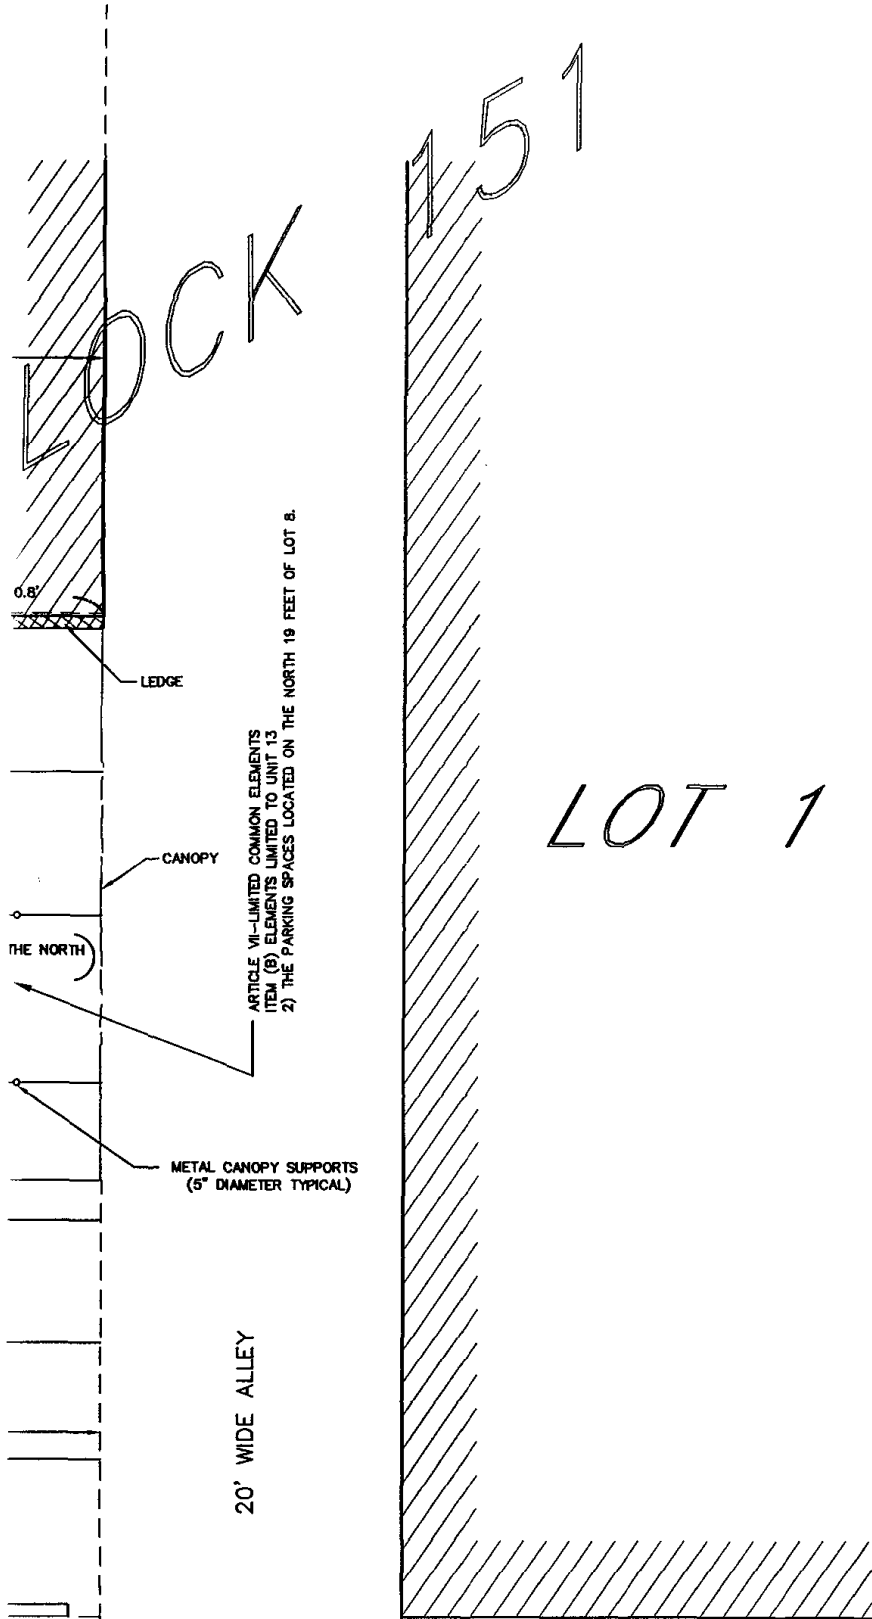 LOCK 151
0.8'
LEDGE
ARTICLE VII-LIMITED COMMON ELEMENTS
ITEM (B) ELEMENTS LIMITED TO UNIT 13
2) THE PARKING SPACES LOCATED ON THE NORTH 19 FEET OF LOT 8.
LOT 1
CANOPY
THE NORTH
METAL CANOPY SUPPORTS
(5" DIAMETER TYPICAL)
20' WIDE ALLEY